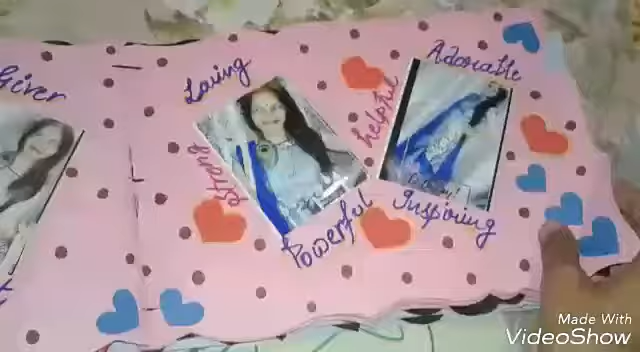 Giver
Loving
Strong
Powerful
helpful
Adorable
Inspiring
Made With
VideoShow